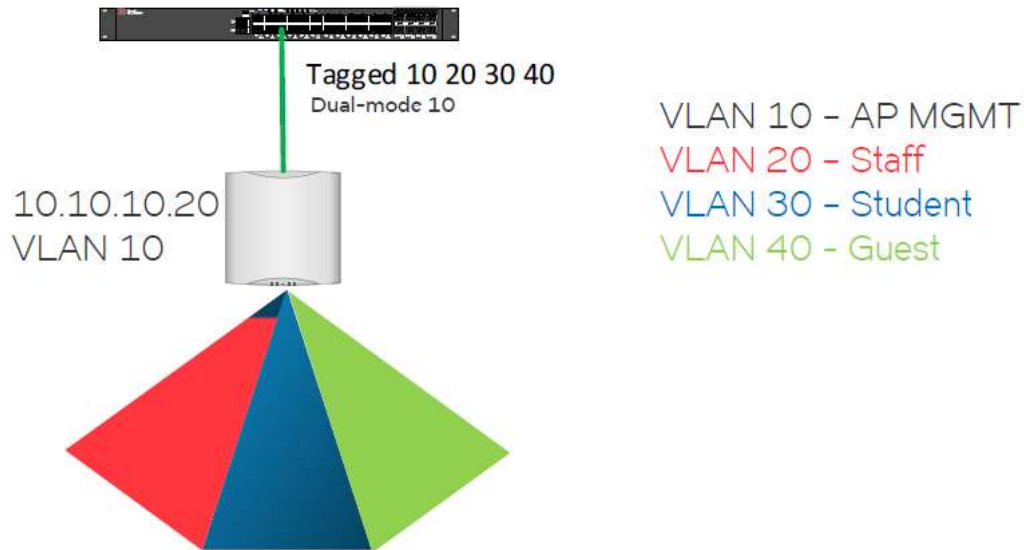 Tagged 10 20 30 40
Dual-mode 10
10.10.10.20
VLAN 10
VLAN 10 – AP MGMT
VLAN 20 – Staff
VLAN 30 – Student
VLAN 40 – Guest